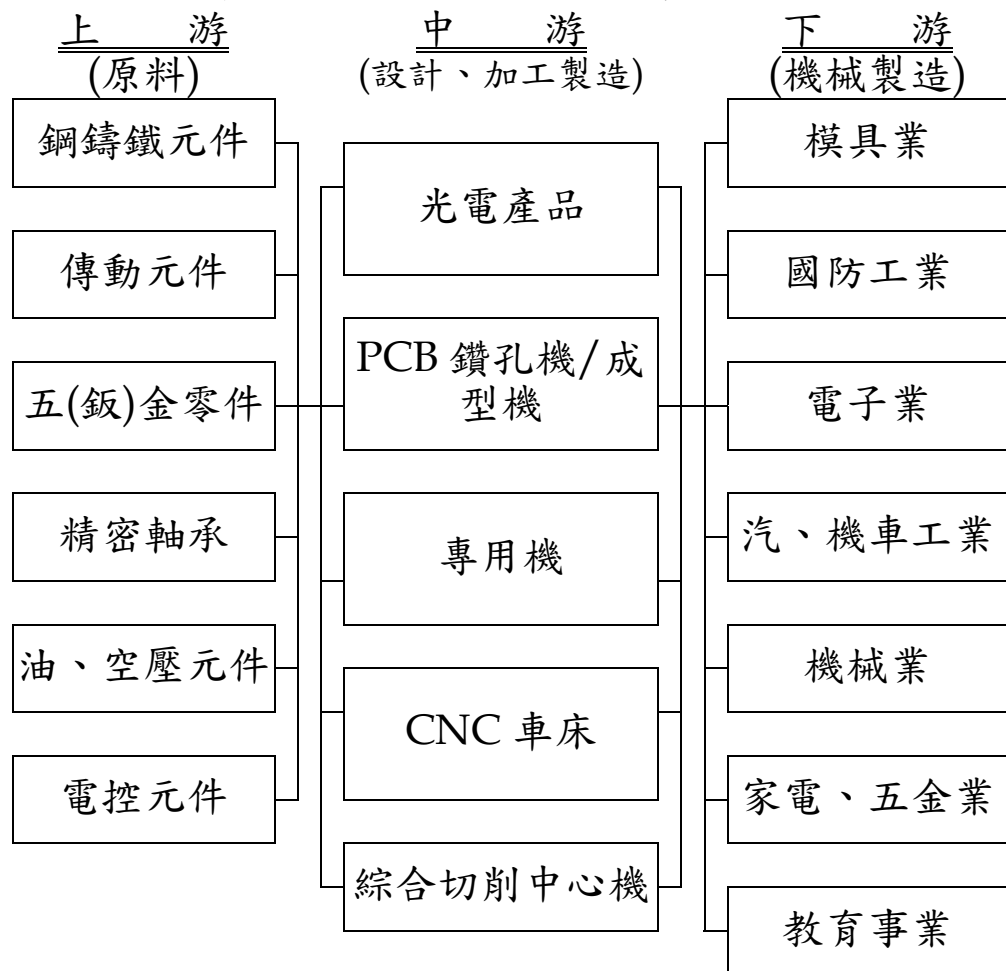 上 游
(原料)
鋼鑄鐵元件
傳動元件
五(鈑)金零件
精密軸承
油、空壓元件
電控元件
中 游
(設計、加工製造)
光電產品
PCB 鑽孔機/成
型機
專用機
CNC 車床
綜合切削中心機
下 游
(機械製造)
模具業
國防工業
電子業
汽、機車工業
機械業
家電、五金業
教育事業